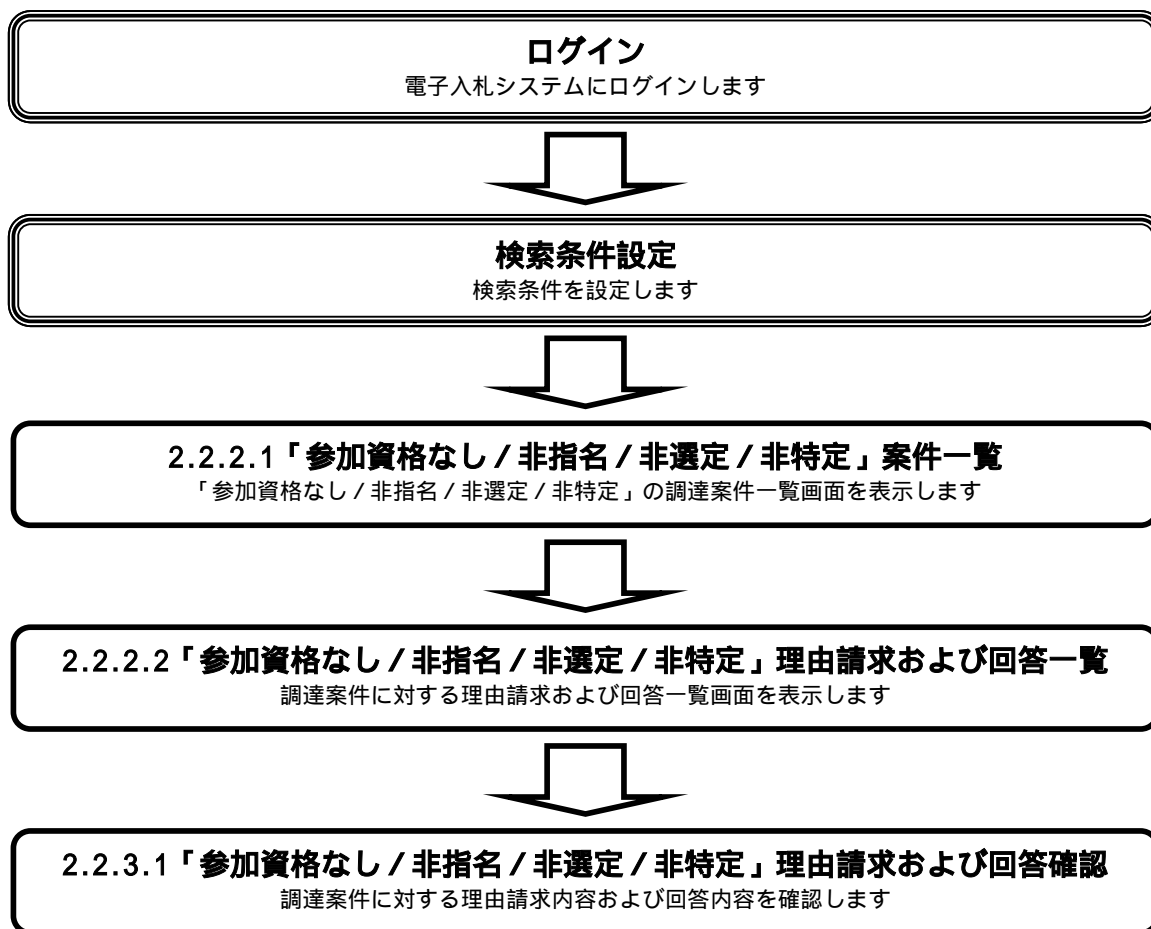 ログイン
電子入札システムにログインします
検索条件設定
検索条件を設定します
2.2.2.1「参加資格なし/非指名/非選定/非特定」案件一覧
「参加資格なし/非指名/非選定/非特定」の調達案件一覧画面を表示します
2.2.2.2「参加資格なし/非指名/非選定/非特定」理由請求および回答一覧
調達案件に対する理由請求および回答一覧画面を表示します
2.2.3.1「参加資格なし/非指名/非選定/非特定」理由請求および回答確認
調達案件に対する理由請求内容および回答内容を確認します